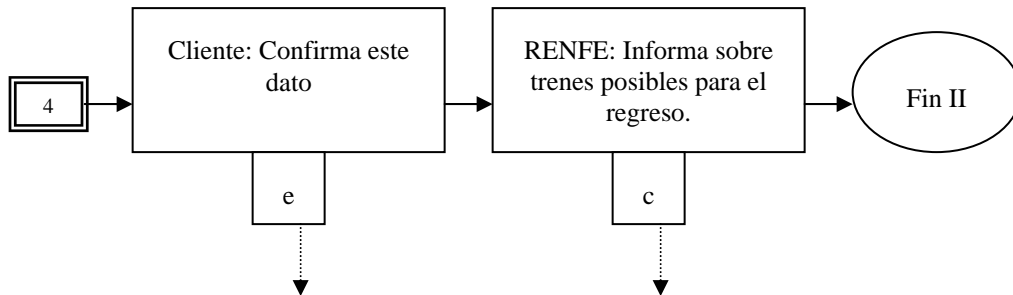 4
Cliente: Confirma este
dato
RENFE: Informa sobre
trenes posibles para el
regreso.
Fin II
e
c